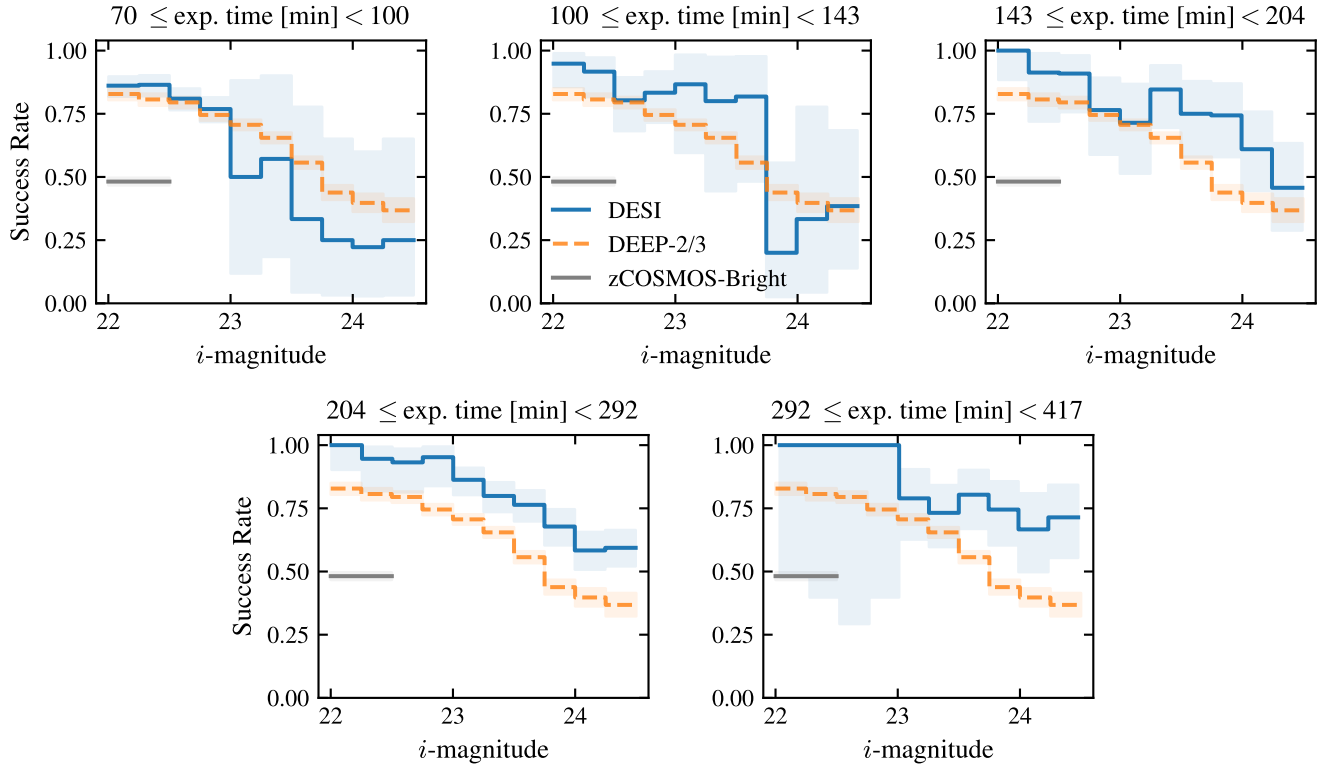 70 ≤ exp. time [min] < 100
100 ≤ exp. time [min] < 143
143 ≤ exp. time [min] < 204
1.00
0.75
0.50
0.25
0.00
Success Rate
22
23
24
i-magnitude
1.00
0.75
0.50
0.25
0.00
DESI
DEEP-2/3
zCOSMOS-Bright
22
23
24
i-magnitude
1.00
0.75
0.50
0.25
0.00
22
23
24
i-magnitude
204 ≤ exp. time [min] < 292
292 ≤ exp. time [min] < 417
1.00
0.75
0.50
0.25
0.00
Success Rate
22
23
24
i-magnitude
1.00
0.75
0.50
0.25
0.00
22
23
24
i-magnitude